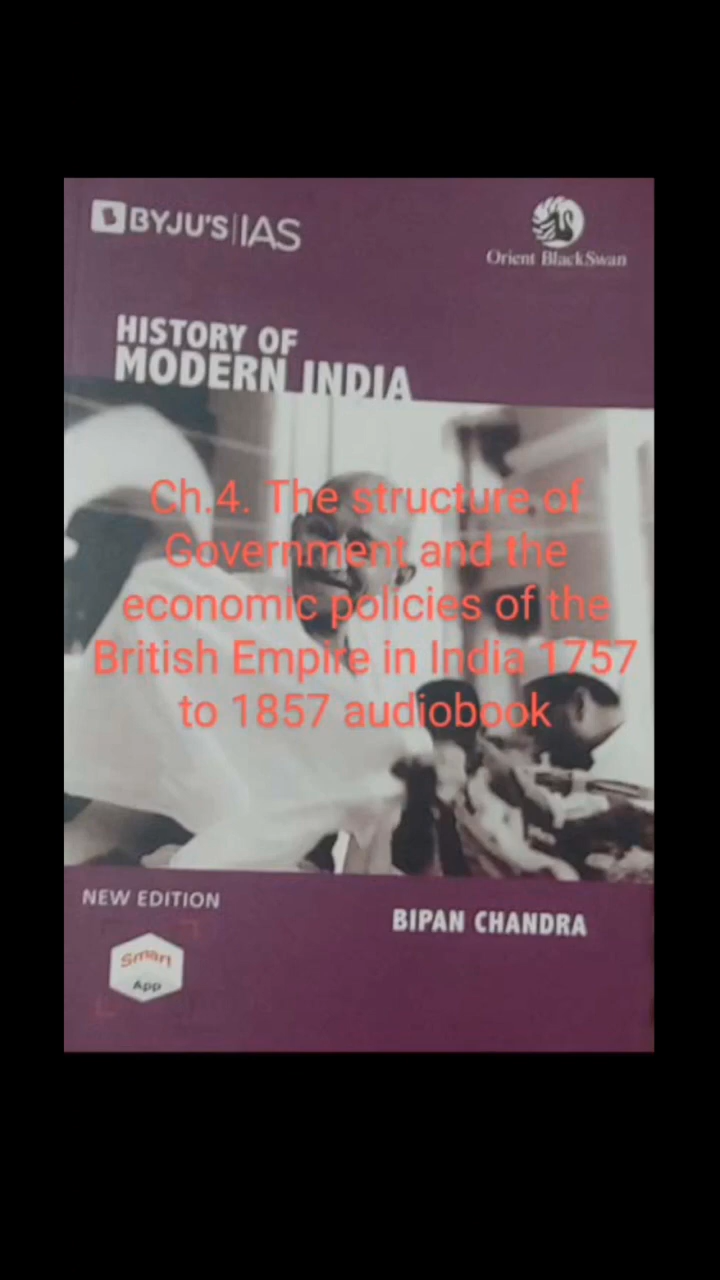 BYJU'S IAS
Orient BlackSwan
HISTORY OF
MODERN INDIA
Ch.4. The structure of
Government and the
economic policies of the
British Empire in India 1757
to 1857 audiobook
NEW EDITION
BIPAN CHANDRA
Smart
App